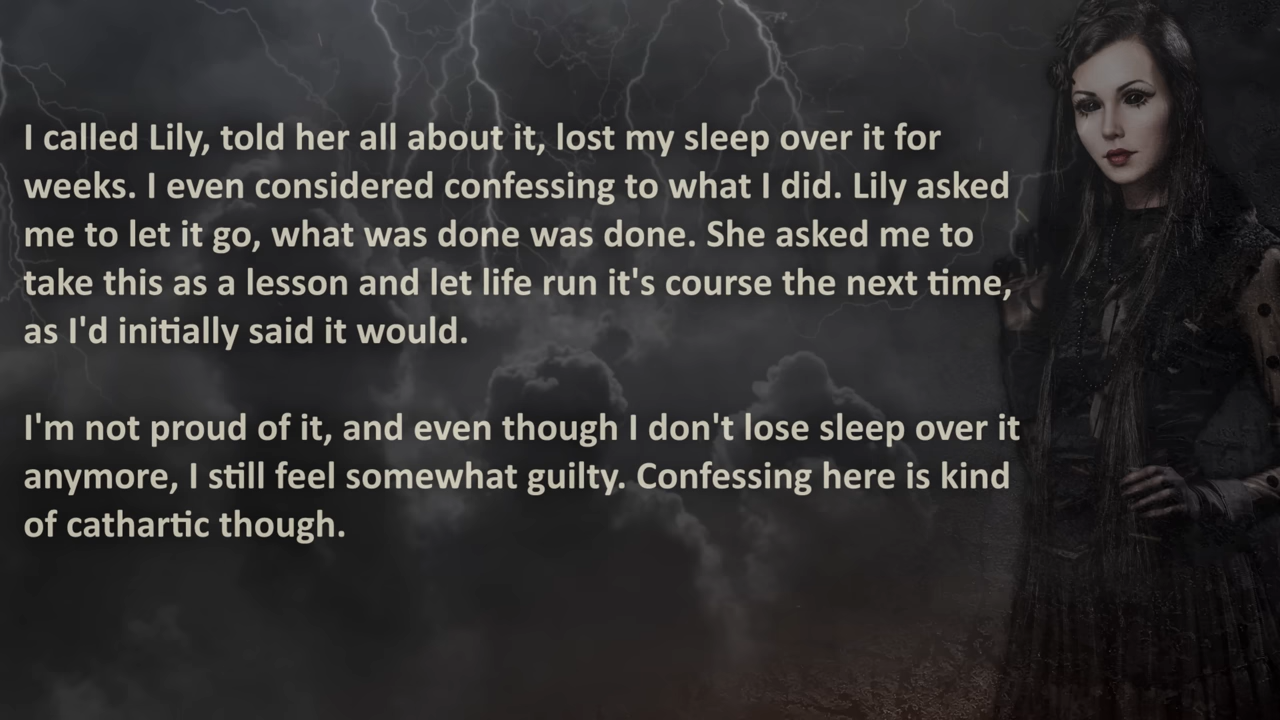 I called Lily, told her all about it, lost my sleep over it for
weeks. I even considered confessing to what I did. Lily asked
me to let it go, what was done was done. She asked me to
take this as a lesson and let life run it's course the next time,
as I'd initially said it would.
I'm not proud of it, and even though I don't lose sleep over it
anymore, I still feel somewhat guilty. Confessing here is kind
of cathartic though.